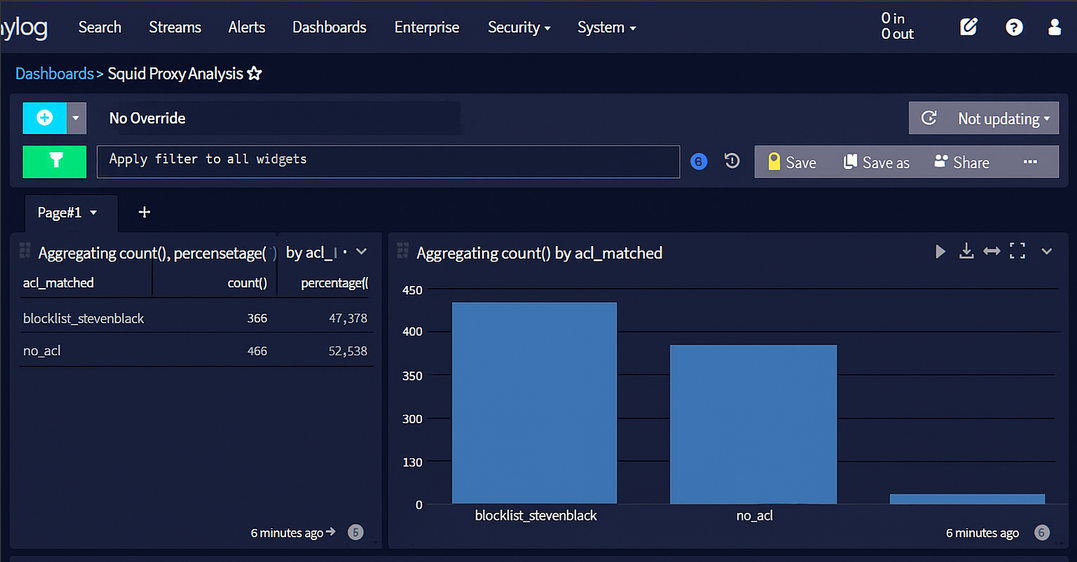 ylog Search Streams Alerts Dashboards Enterprise Security System 0 in
0 out
Dashboards > Squid Proxy Analysis
No Override Not updating
Apply filter to all widgets B Save Save as Share ...
Page#1 +
Aggregating count(), percensetage( ) by acl_
acl_matched count() percentage((
blocklist_stevenblack 366 47,378
no_acl 466 52,538
6 minutes ago 5
Aggregating count() by acl_matched
450
400
350
300
130
0
blocklist_stevenblack no_acl
6 minutes ago 6